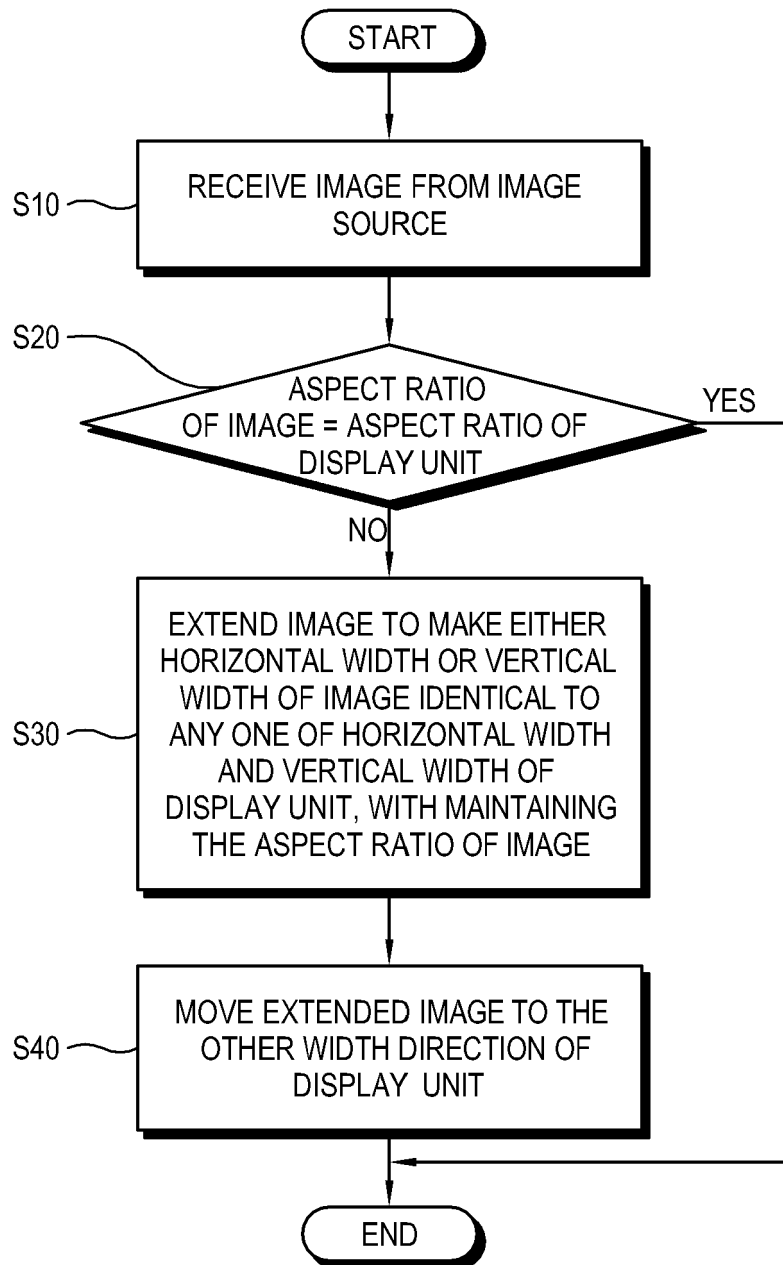 START
S10
RECEIVE IMAGE FROM IMAGE
SOURCE
S20
ASPECT RATIO
OF IMAGE = ASPECT RATIO OF
DISPLAY UNIT
YES
NO
S30
EXTEND IMAGE TO MAKE EITHER
HORIZONTAL WIDTH OR VERTICAL
WIDTH OF IMAGE IDENTICAL TO
ANY ONE OF HORIZONTAL WIDTH
AND VERTICAL WIDTH OF
DISPLAY UNIT, WITH MAINTAINING
THE ASPECT RATIO OF IMAGE
S40
MOVE EXTENDED IMAGE TO THE
OTHER WIDTH DIRECTION OF
DISPLAY UNIT
END